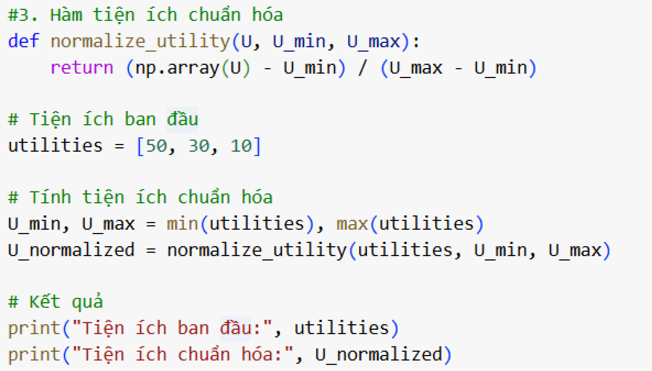 #3. Hàm tiện ích chuẩn hóa
def normalize_utility(U, U_min, U_max):
    return (np.array(U) - U_min) / (U_max - U_min)

# Tiện ích ban đầu
utilities = [50, 30, 10]

# Tính tiện ích chuẩn hóa
U_min, U_max = min(utilities), max(utilities)
U_normalized = normalize_utility(utilities, U_min, U_max)

# Kết quả
print("Tiện ích ban đầu:", utilities)
print("Tiện ích chuẩn hóa:", U_normalized)